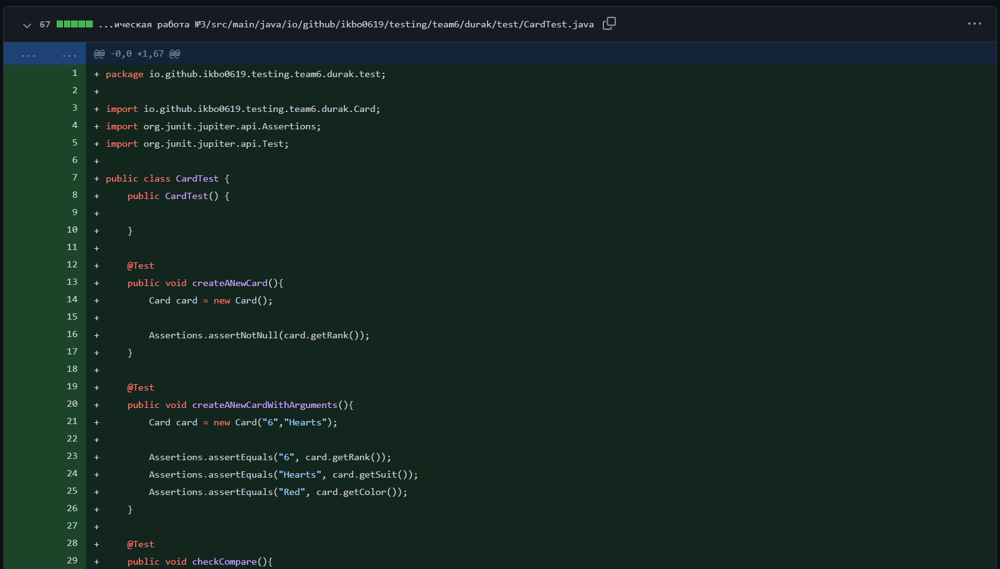 67 ...ическая работа №3/src/main/java/io/github/ikbo0619/testing/team6/durak/test/CardTest.java ...
... ... @@ -0,0 +1,67 @@
1 + package io.github.ikbo0619.testing.team6.durak.test;
2 +
3 + import io.github.ikbo0619.testing.team6.durak.Card;
4 + import org.junit.jupiter.api.Assertions;
5 + import org.junit.jupiter.api.Test;
6 +
7 + public class CardTest {
8 +     public CardTest() {
9 +
10 +     }
11 +
12 +     @Test
13 +     public void createANewCard(){
14 +         Card card = new Card();
15 +
16 +         Assertions.assertNotNull(card.getRank());
17 +     }
18 +
19 +     @Test
20 +     public void createANewCardWithArguments(){
21 +         Card card = new Card("6","Hearts");
22 +
23 +         Assertions.assertEquals("6", card.getRank());
24 +         Assertions.assertEquals("Hearts", card.getSuit());
25 +         Assertions.assertEquals("Red", card.getColor());
26 +     }
27 +
28 +     @Test
29 +     public void checkCompare(){